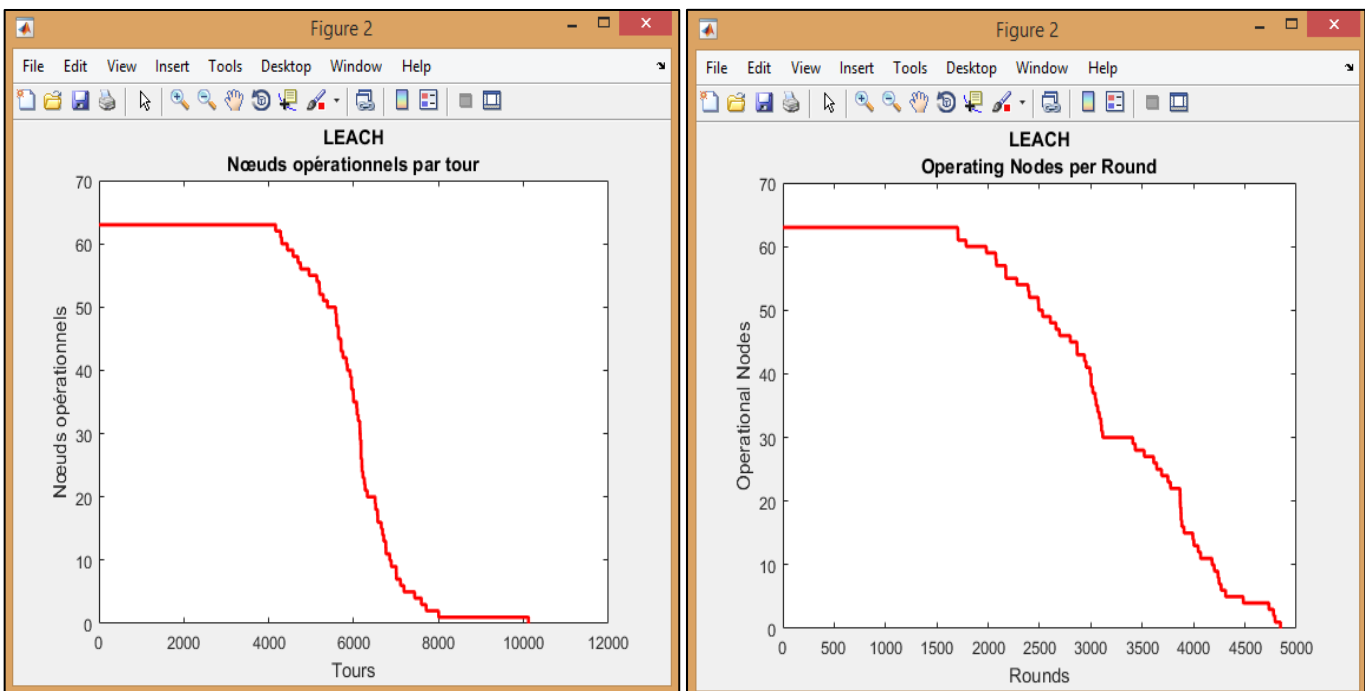 Figure 2
File Edit View Insert Tools Desktop Window Help
LEACH
Nœuds opérationnels par tour
70
60
50
40
30
20
10
0
Nœuds opérationnels
0 2000 4000 6000 8000 10000 12000
Tours
Figure 2
File Edit View Insert Tools Desktop Window Help
LEACH
Operating Nodes per Round
70
60
50
40
30
20
10
0
Operational Nodes
0 500 1000 1500 2000 2500 3000 3500 4000 4500 5000
Rounds